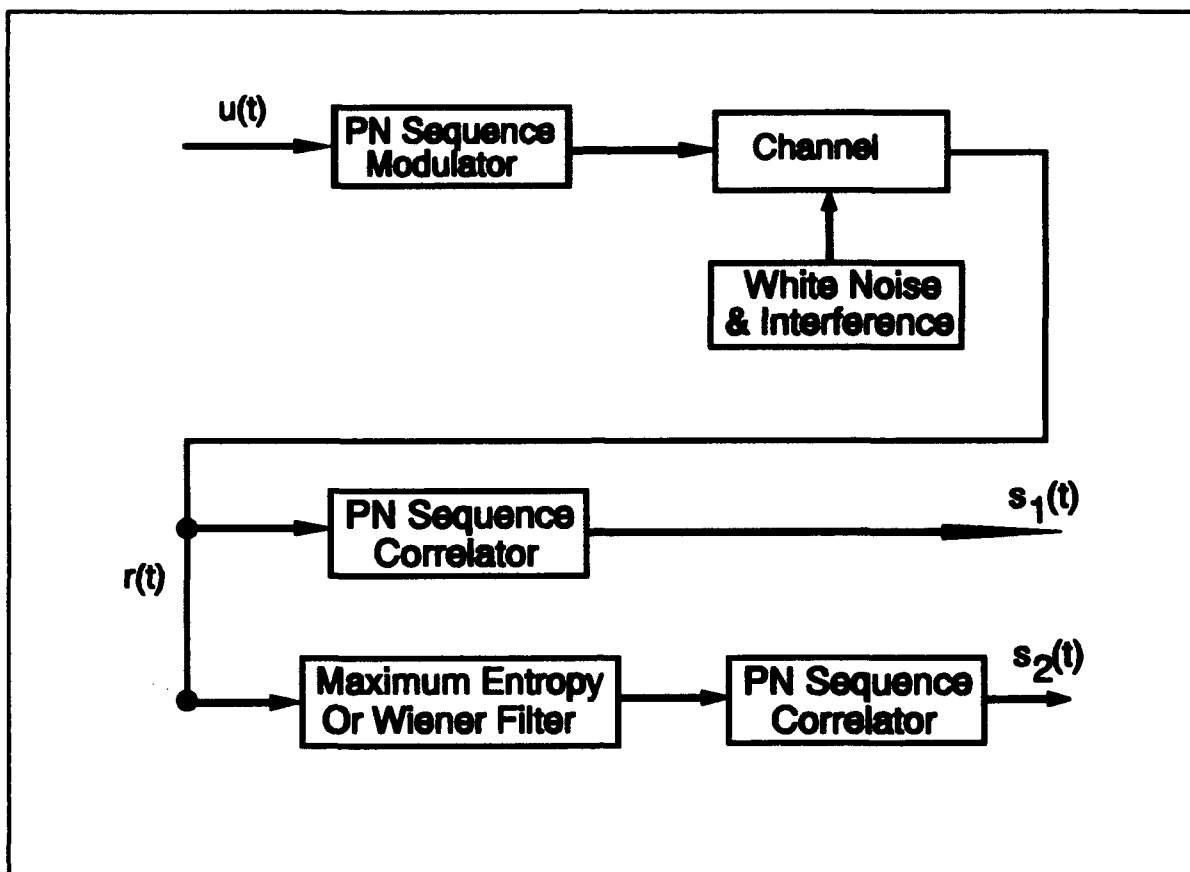 u(t)
PN Sequence
Modulator
Channel
White Noise
& Interference
r(t)
PN Sequence
Correlator
s1(t)
Maximum Entropy
Or Wiener Filter
PN Sequence
Correlator
s2(t)